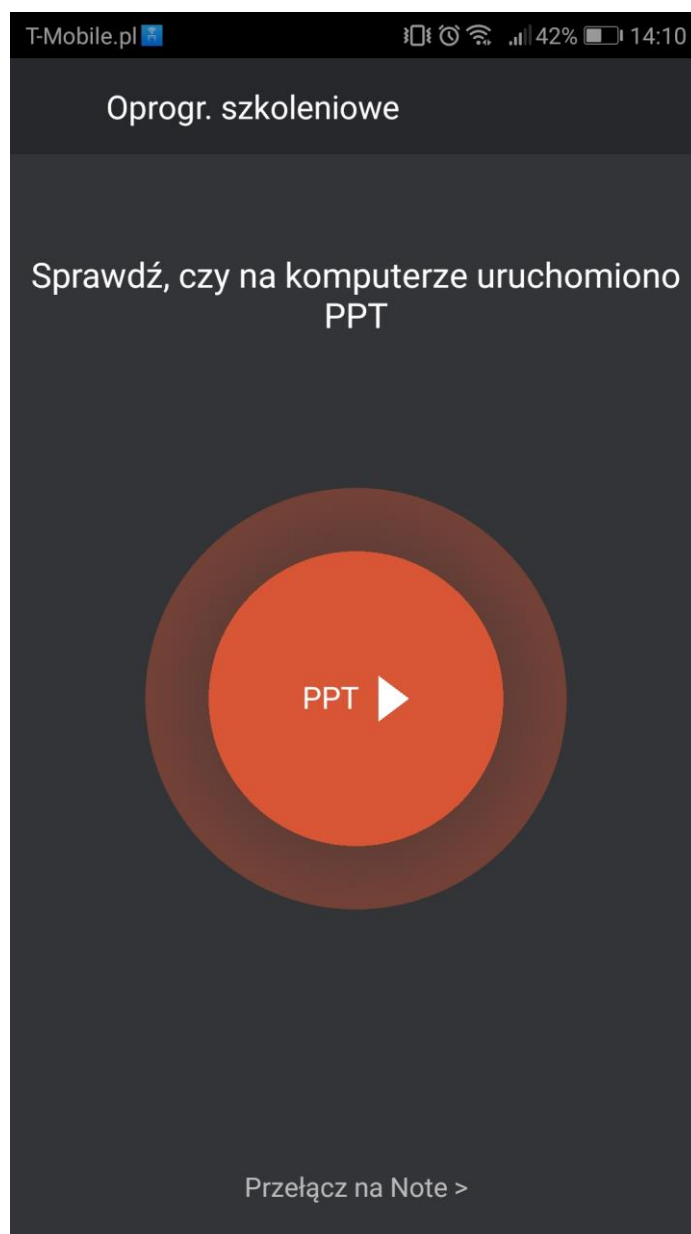 T-Mobile.pl 42% 14:10
Oprogr. szkoleniowe
Sprawdź, czy na komputerze uruchomiono
PPT
PPT
Przełącz na Note >